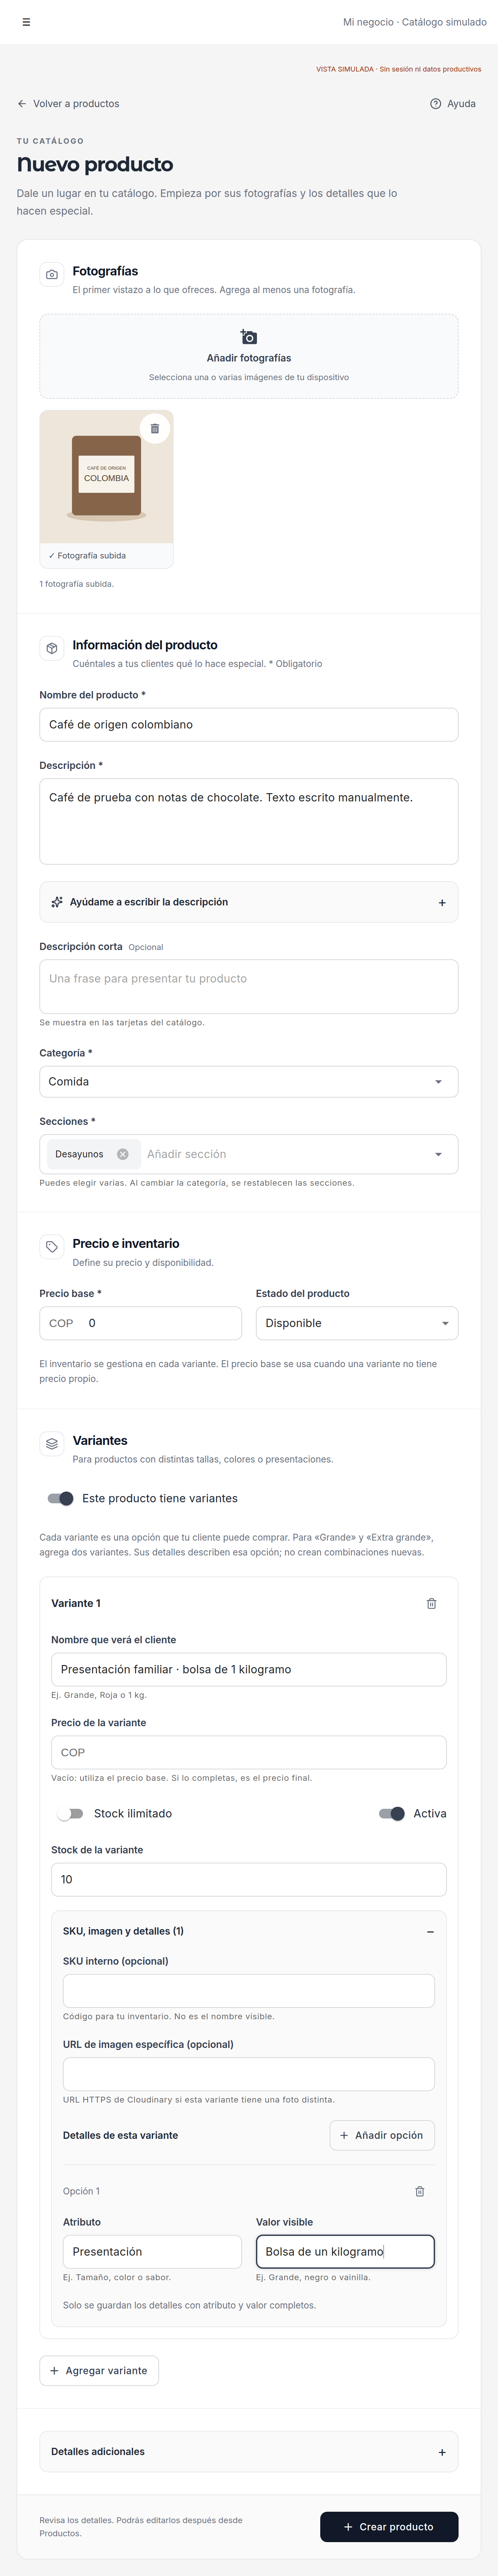 Mi negocio · Catálogo simulado
VISTA SIMULADA · Sin sesión ni datos productivos
Volver a productos
Ayuda
TU CATÁLOGO
Nuevo producto
Dale un lugar en tu catálogo. Empieza por sus fotografías y los detalles que lo
hacen especial.
Fotografías
El primer vistazo a lo que ofreces. Agrega al menos una fotografía.
Añadir fotografías
Selecciona una o varias imágenes de tu dispositivo
CAFÉ DE ORIGEN
COLOMBIA
✓ Fotografía subida
1 fotografía subida.
Información del producto
Cuéntales a tus clientes qué lo hace especial. * Obligatorio
Nombre del producto *
Café de origen colombiano
Descripción *
Café de prueba con notas de chocolate. Texto escrito manualmente.
Ayúdame a escribir la descripción
+
Descripción corta Opcional
Una frase para presentar tu producto
Se muestra en las tarjetas del catálogo.
Categoría *
Comida
Secciones *
Desayunos
Añadir sección
Puedes elegir varias. Al cambiar la categoría, se restablecen las secciones.
Precio e inventario
Define su precio y disponibilidad.
Precio base *
Estado del producto
COP 0
Disponible
El inventario se gestiona en cada variante. El precio base se usa cuando una variante no tiene
precio propio.
Variantes
Para productos con distintas tallas, colores o presentaciones.
Este producto tiene variantes
Cada variante es una opción que tu cliente puede comprar. Para «Grande» y «Extra grande»,
agrega dos variantes. Sus detalles describen esa opción; no crean combinaciones nuevas.
Variante 1
Nombre que verá el cliente
Presentación familiar · bolsa de 1 kilogramo
Ej. Grande, Roja o 1 kg.
Precio de la variante
COP
Vacío: utiliza el precio base. Si lo completas, es el precio final.
Stock ilimitado
Activa
Stock de la variante
10
SKU, imagen y detalles (1)
−
SKU interno (opcional)
Código para tu inventario. No es el nombre visible.
URL de imagen específica (opcional)
URL HTTPS de Cloudinary si esta variante tiene una foto distinta.
Detalles de esta variante
+ Añadir opción
Opción 1
Atributo
Valor visible
Presentación
Bolsa de un kilogramo
Ej. Tamaño, color o sabor.
Ej. Grande, negro o vainilla.
Solo se guardan los detalles con atributo y valor completos.
+ Agregar variante
Detalles adicionales
+
Revisa los detalles. Podrás editarlos después desde
Productos.
+ Crear producto